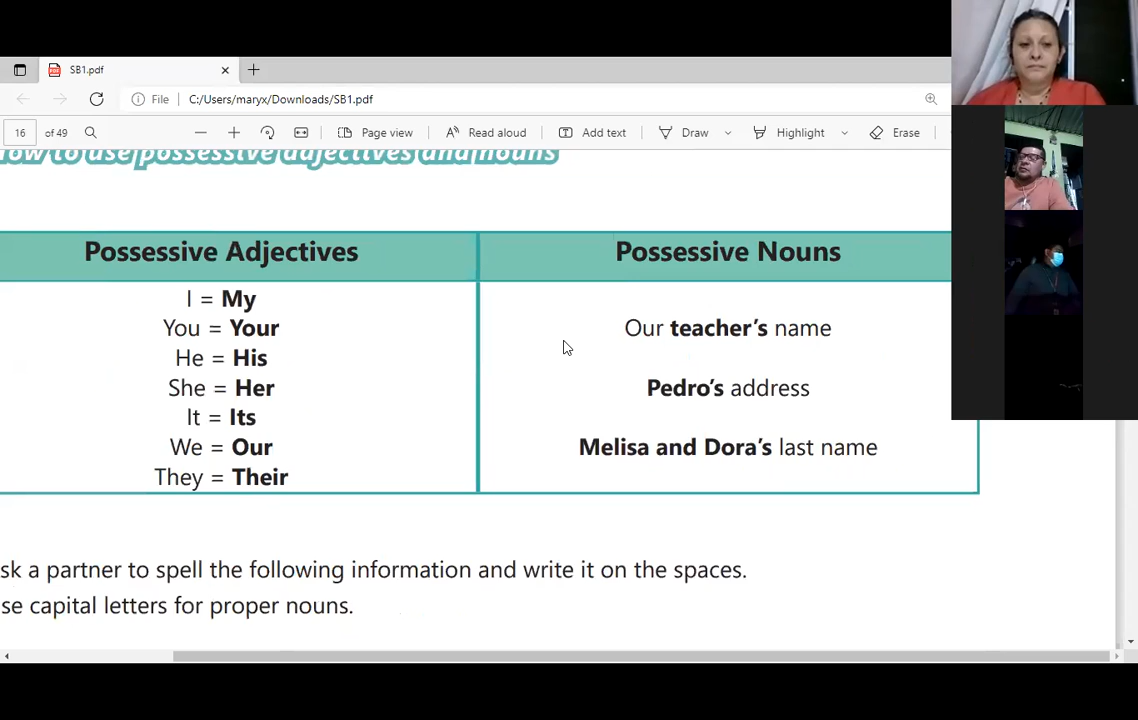 SB1.pdf
File C:/Users/maryx/Downloads/SB1.pdf
16 of 49 Page view Read aloud Add text Draw Highlight Erase
ow to use possessive adjectives and nouns
Possessive Adjectives Possessive Nouns
I = My
You = Your Our teacher's name
He = His
She = Her Pedro's address
It = Its
We = Our Melisa and Dora's last name
They = Their
sk a partner to spell the following information and write it on the spaces.
se capital letters for proper nouns.